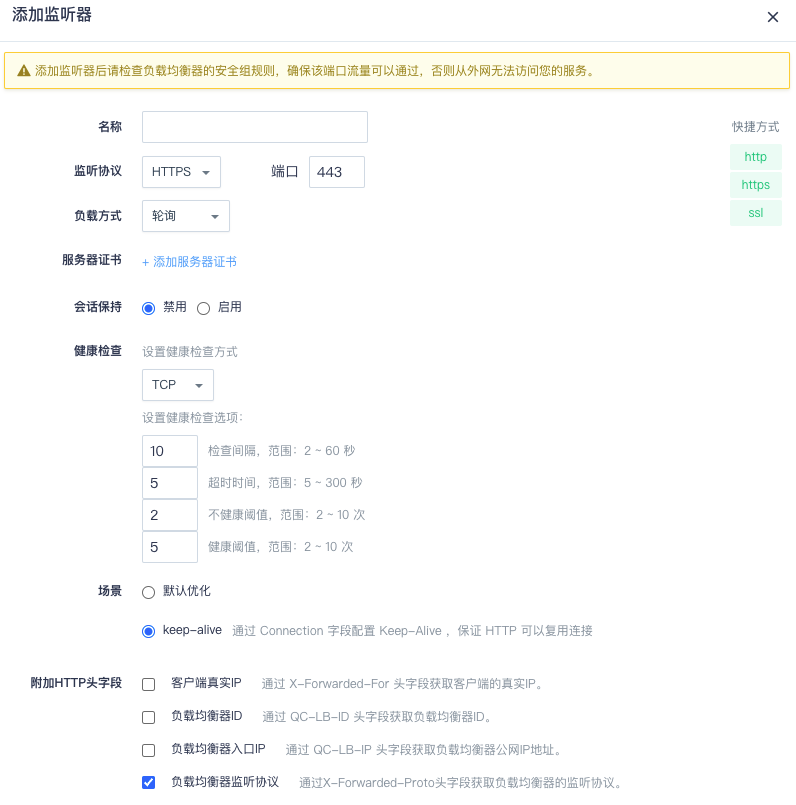 添加监听器
添加监听器后请检查负载均衡器的安全组规则，确保该端口流量可以通过，否则从外网无法访问您的服务。
名称
快捷方式
http
https
ssl
监听协议 HTTPS 端口 443
负载方式 轮询
服务器证书 + 添加服务器证书
会话保持 禁用 启用
健康检查 设置健康检查方式
TCP
设置健康检查选项：
10 检查间隔，范围：2 ~ 60 秒
5 超时时间，范围：5 ~ 300 秒
2 不健康阈值，范围：2 ~ 10 次
5 健康阈值，范围：2 ~ 10 次
场景 默认优化
keep-alive 通过 Connection 字段配置 Keep-Alive ，保证 HTTP 可以复用连接
附加HTTP头字段 客户端真实IP 通过 X-Forwarded-For 头字段获取客户端的真实IP。
负载均衡器ID 通过 QC-LB-ID 头字段获取负载均衡器ID。
负载均衡器入口IP 通过 QC-LB-IP 头字段获取负载均衡器公网IP地址。
负载均衡器监听协议 通过X-Forwarded-Proto头字段获取负载均衡器的监听协议。